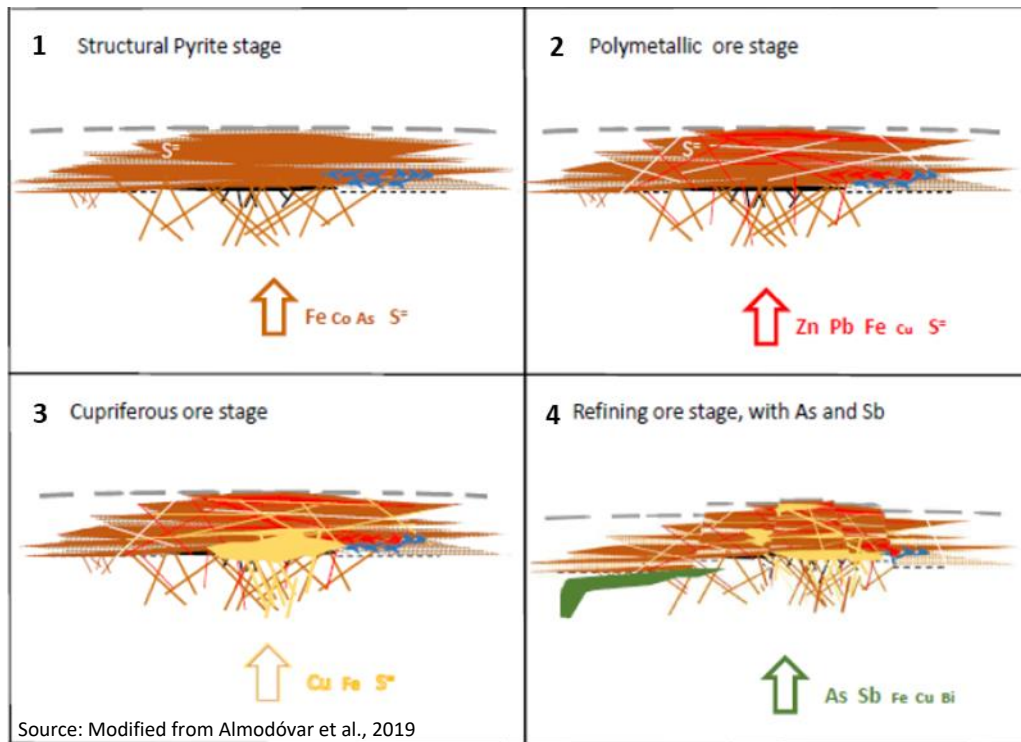 1 Structural Pyrite stage
S=
Fe Co As S=
2 Polymetallic ore stage
S=
Zn Pb Fe Cu S=
3 Cupriferous ore stage
Cu Fe S=
4 Refining ore stage, with As and Sb
As Sb Fe Cu Bi
Source: Modified from Almodóvar et al., 2019